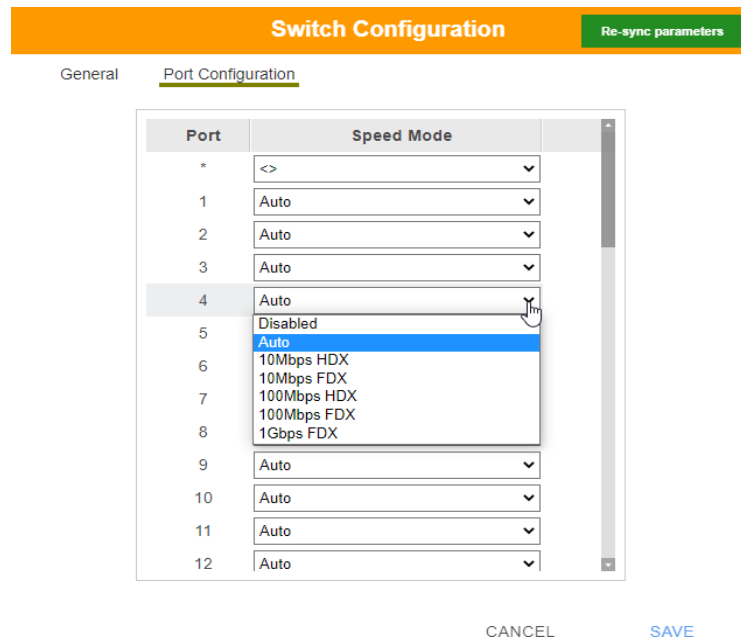 Switch Configuration Re-sync parameters
General Port Configuration
Port Speed Mode
* <>
1 Auto
2 Auto
3 Auto
4 Auto
5 Disabled
Auto
6 10Mbps HDX
10Mbps FDX
7 100Mbps HDX
100Mbps FDX
8 1Gbps FDX
9 Auto
10 Auto
11 Auto
12 Auto
CANCEL SAVE